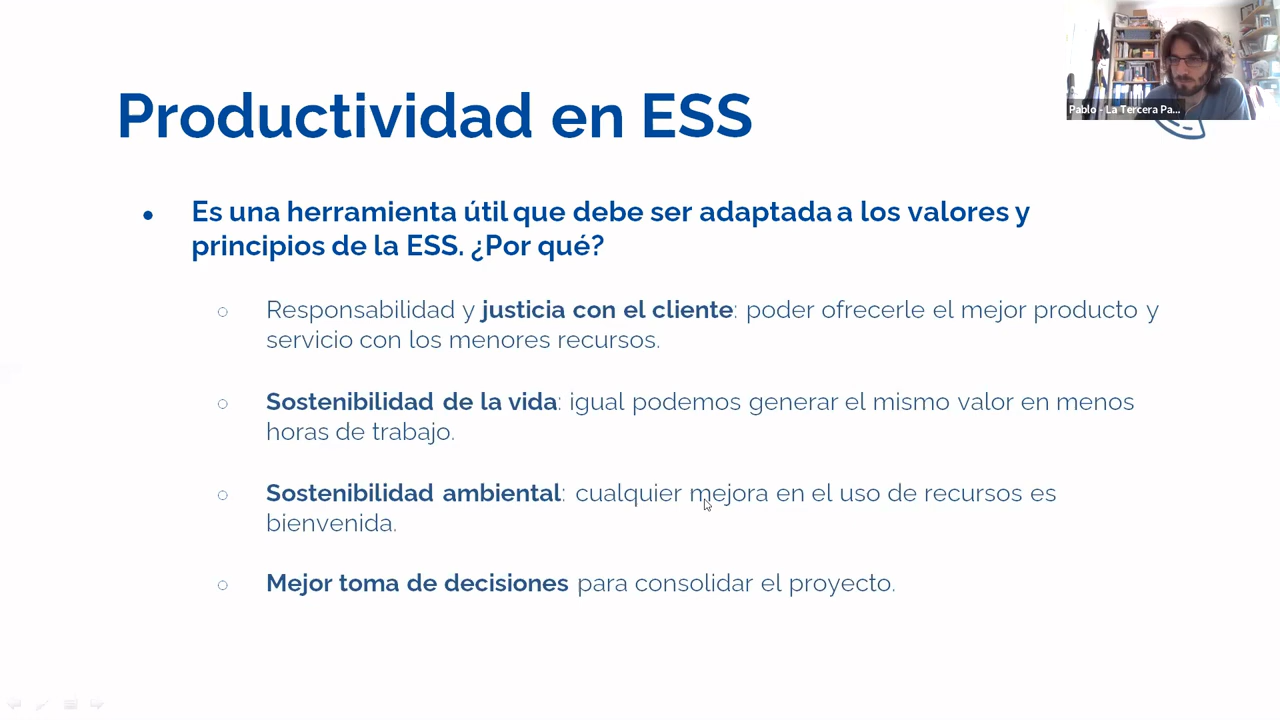 Pablo - La Tercera Pa...
Productividad en ESS
● Es una herramienta útil que debe ser adaptada a los valores y
principios de la ESS. ¿Por qué?
○ Responsabilidad y justicia con el cliente: poder ofrecerle el mejor producto y
servicio con los menores recursos.
○ Sostenibilidad de la vida: igual podemos generar el mismo valor en menos
horas de trabajo.
○ Sostenibilidad ambiental: cualquier mejora en el uso de recursos es
bienvenida.
○ Mejor toma de decisiones para consolidar el proyecto.